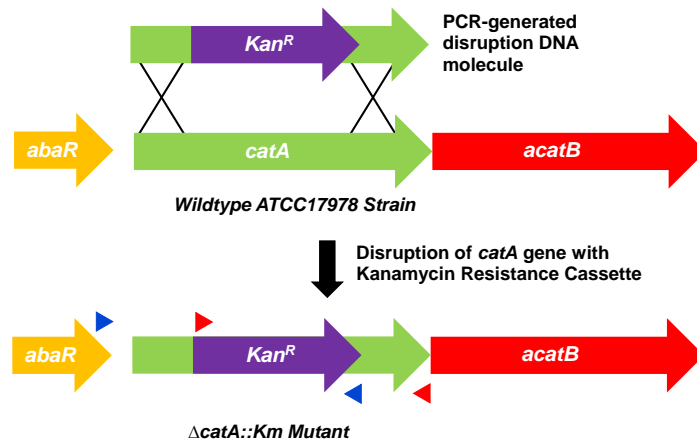 Kanᴿ
PCR-generated
disruption DNA
molecule
abaR
catA
acatB
Wildtype ATCC17978 Strain
Disruption of catA gene with
Kanamycin Resistance Cassette
abaR
Kanᴿ
acatB
∆catA::Km Mutant